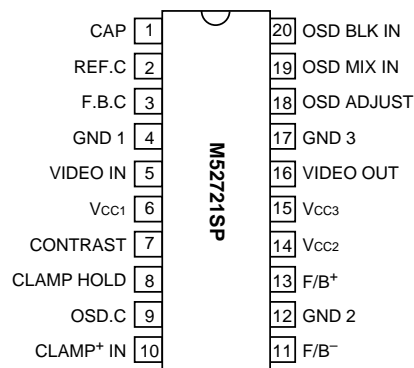 CAP 1 20 OSD BLK IN
REF.C 2 19 OSD MIX IN
F.B.C 3 18 OSD ADJUST
GND 1 4 17 GND 3
VIDEO IN 5 16 VIDEO OUT
VCC1 6 15 VCC3
CONTRAST 7 14 VCC2
CLAMP HOLD 8 13 F/B+
OSD.C 9 12 GND 2
CLAMP+ IN 10 11 F/B−
M52721SP